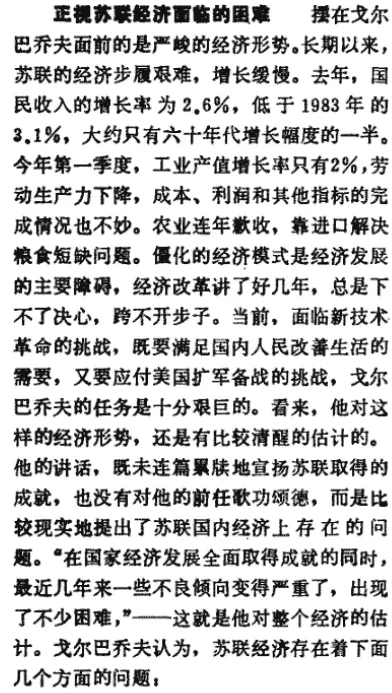 正视苏联经济面临的困难 摆在戈尔
巴乔夫面前的是严峻的经济形势。长期以来，
苏联的经济步履艰难，增长缓慢。去年，国
民收入的增长率为2.6%，低于1983年的
3.1%，大约只有六十年代增长幅度的一半。
今年第一季度，工业产值增长率只有2%，劳
动生产力下降，成本、利润和其他指标的完
成情况也不妙。农业连年歉收，靠进口解决
粮食短缺问题。僵化的经济模式是经济发展
的主要障碍，经济改革讲了好几年，总是下
不了决心，跨不开步子。当前，面临新技术
革命的挑战，既要满足国内人民改善生活的
需要，又要应付美国扩军备战的挑战，戈尔
巴乔夫的任务是十分艰巨的。看来，他对这
样的经济形势，还是有比较清醒的估计的。
他的讲话，既未连篇累牍地宣扬苏联取得的
成就，也没有对他的前任歌功颂德，而是比
较现实地提出了苏联国内经济上存在的问
题。“在国家经济发展全面取得成就的同时，
最近几年来一些不良倾向变得严重了，出现
了不少困难，”——这就是他对整个经济的估
计。戈尔巴乔夫认为，苏联经济存在着下面
几个方面的问题：